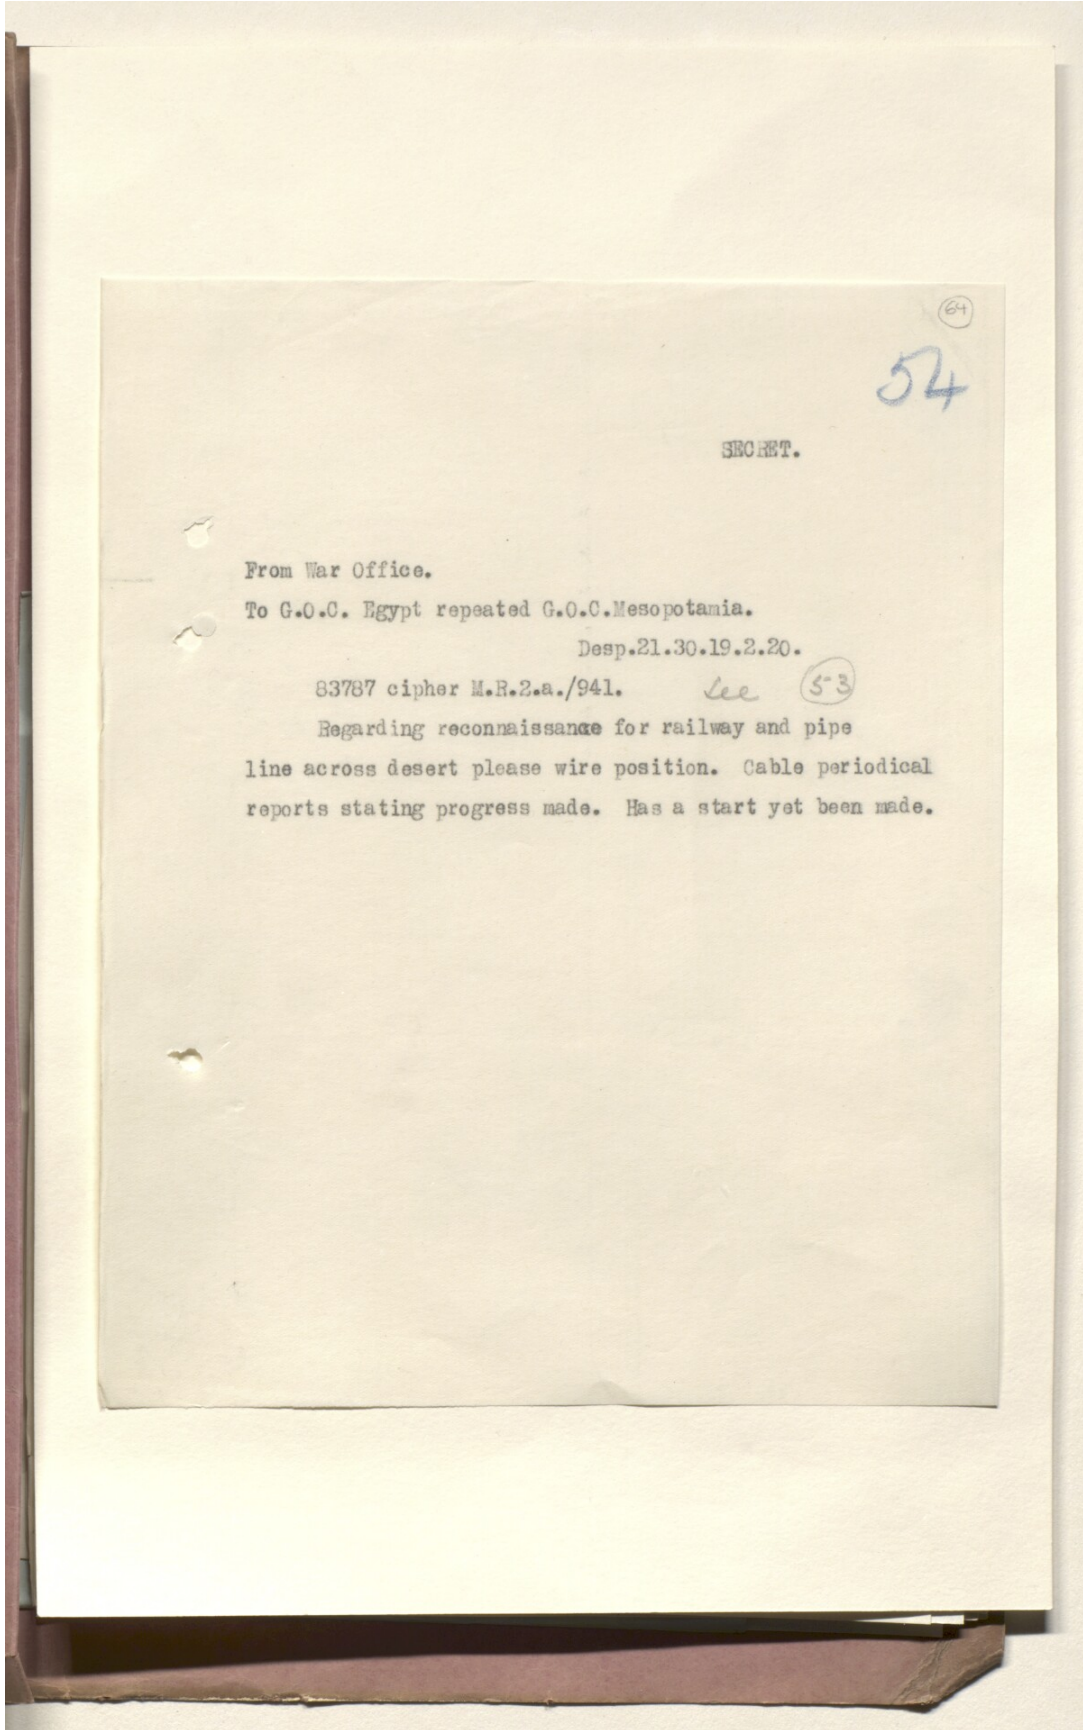 64
54
SECRET.
From War Office.
To G.O.C. Egypt repeated G.O.C.Mesopotamia.
Desp.21.30.19.2.20.
83787 cipher M.R.2.a./941. See 53
Regarding reconnaissance for railway and pipe
line across desert please wire position. Cable periodical
reports stating progress made. Has a start yet been made.